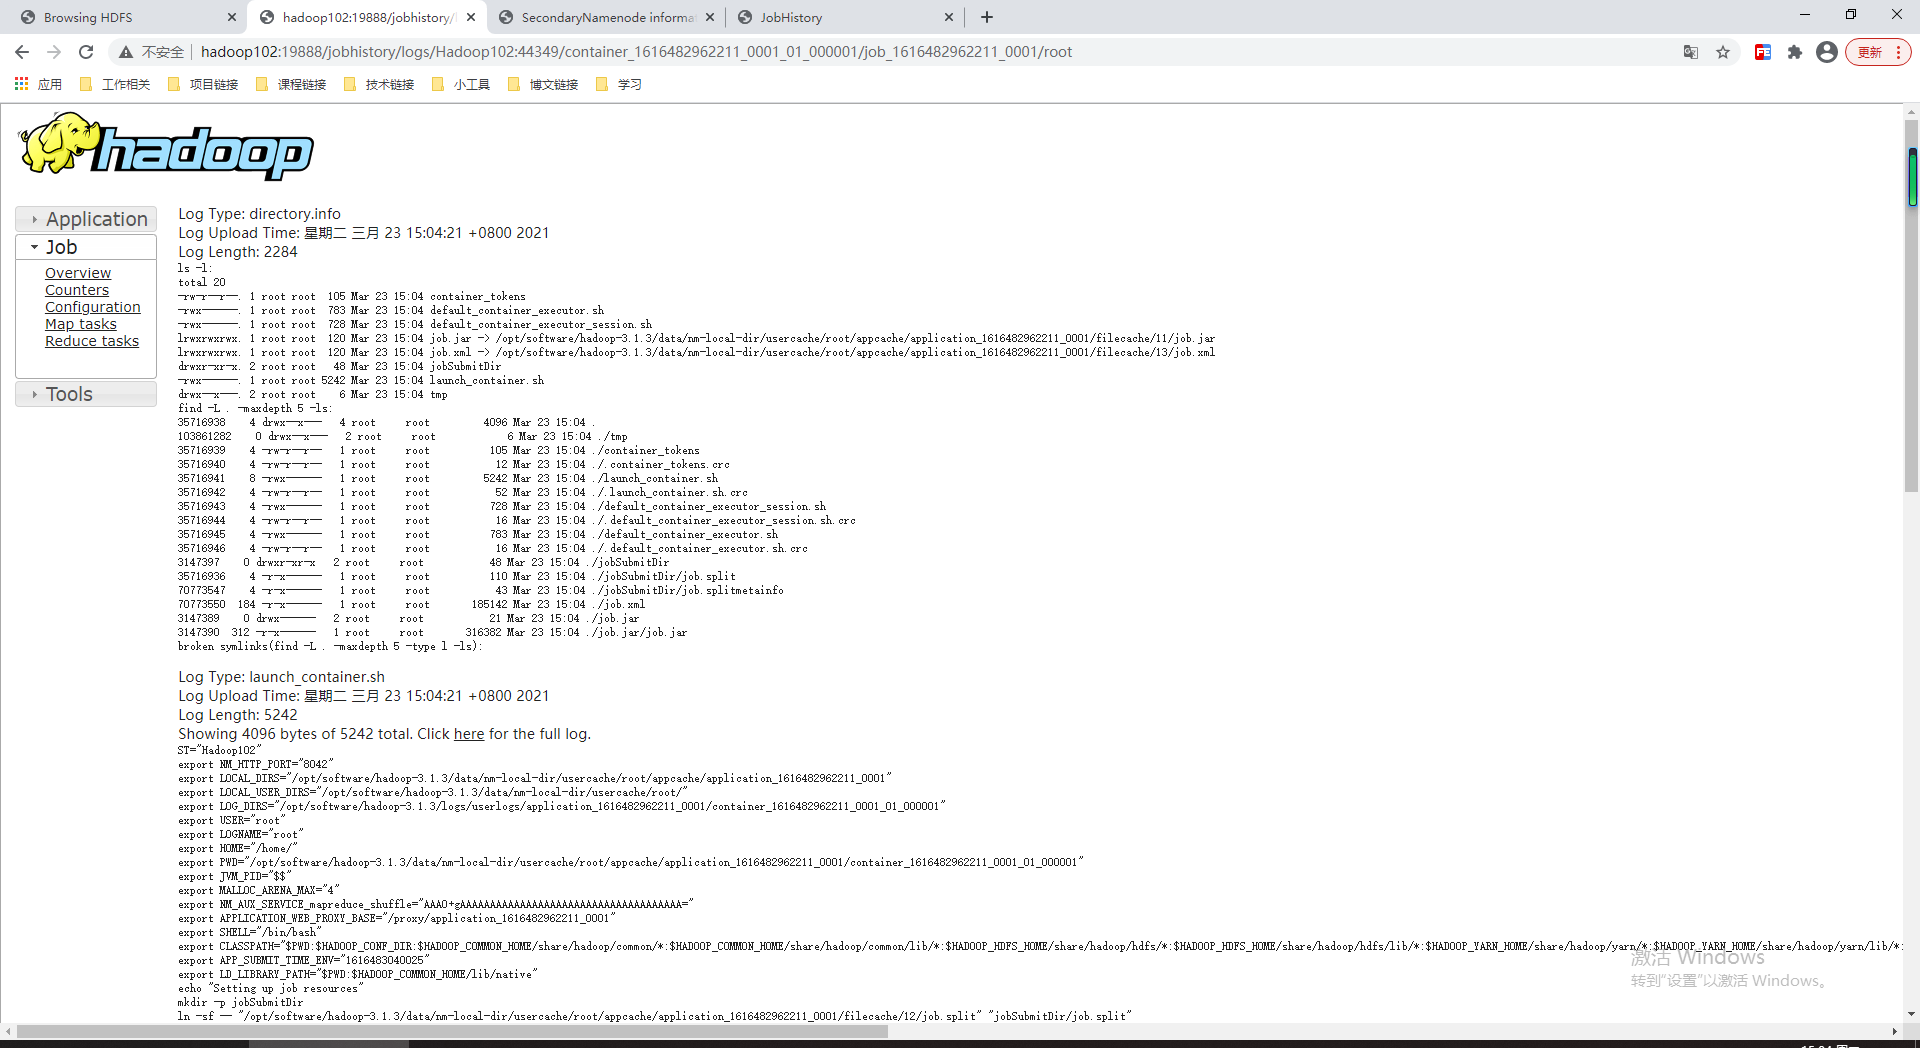 Browsing HDFS
hadoop102:19888/jobhistory/l
SecondaryNamenode informa
JobHistory
不安全
hadoop102:19888/jobhistory/logs/Hadoop102:44349/container_1616482962211_0001_01_000001/job_1616482962211_0001/root
更新
应用
工作相关
项目链接
课程链接
技术链接
小工具
博文链接
学习
hadoop
Application
Job
Overview
Counters
Configuration
Map tasks
Reduce tasks
Tools
Log Type: directory.info
Log Upload Time: 星期二 三月 23 15:04:21 +0800 2021
Log Length: 2284
ls -l:
total 20
-rw-r--r--. 1 root root  105 Mar 23 15:04 container_tokens
-rwx------. 1 root root  783 Mar 23 15:04 default_container_executor.sh
-rwx------. 1 root root  728 Mar 23 15:04 default_container_executor_session.sh
lrwxrwxrwx. 1 root root  120 Mar 23 15:04 job.jar -> /opt/software/hadoop-3.1.3/data/nm-local-dir/usercache/root/appcache/application_1616482962211_0001/filecache/11/job.jar
lrwxrwxrwx. 1 root root  120 Mar 23 15:04 job.xml -> /opt/software/hadoop-3.1.3/data/nm-local-dir/usercache/root/appcache/application_1616482962211_0001/filecache/13/job.xml
drwxr-xr-x. 2 root root   48 Mar 23 15:04 jobSubmitDir
-rwx------. 1 root root 5242 Mar 23 15:04 launch_container.sh
drwx--x---. 2 root root    6 Mar 23 15:04 tmp
find -L . -maxdepth 5 -ls:
35716938    4 drwx--x---   4 root     root         4096 Mar 23 15:04 .
103861282    0 drwx--x---   2 root     root            6 Mar 23 15:04 ./tmp
35716939    4 -rw-r--r--   1 root     root          105 Mar 23 15:04 ./container_tokens
35716940    4 -rw-r--r--   1 root     root           12 Mar 23 15:04 ./.container_tokens.crc
35716941    8 -rwx------   1 root     root         5242 Mar 23 15:04 ./launch_container.sh
35716942    4 -rw-r--r--   1 root     root           52 Mar 23 15:04 ./.launch_container.sh.crc
35716943    4 -rwx------   1 root     root          728 Mar 23 15:04 ./default_container_executor_session.sh
35716944    4 -rw-r--r--   1 root     root           16 Mar 23 15:04 ./.default_container_executor_session.sh.crc
35716945    4 -rwx------   1 root     root          783 Mar 23 15:04 ./default_container_executor.sh
35716946    4 -rw-r--r--   1 root     root           16 Mar 23 15:04 ./.default_container_executor.sh.crc
3147397    0 drwxr-xr-x   2 root     root           48 Mar 23 15:04 ./jobSubmitDir
35716936    4 -r-x------   1 root     root          110 Mar 23 15:04 ./jobSubmitDir/job.split
70773547    4 -r-x------   1 root     root           43 Mar 23 15:04 ./jobSubmitDir/job.splitmetainfo
70773550  184 -r-x------   1 root     root       185142 Mar 23 15:04 ./job.xml
3147389    0 drwx------   2 root     root           21 Mar 23 15:04 ./job.jar
3147390  312 -r-x------   1 root     root       316382 Mar 23 15:04 ./job.jar/job.jar
broken symlinks(find -L . -maxdepth 5 -type l -ls):
Log Type: launch_container.sh
Log Upload Time: 星期二 三月 23 15:04:21 +0800 2021
Log Length: 5242
Showing 4096 bytes of 5242 total. Click here for the full log.
ST="Hadoop102"
export NM_HTTP_PORT="8042"
export LOCAL_DIRS="/opt/software/hadoop-3.1.3/data/nm-local-dir/usercache/root/appcache/application_1616482962211_0001"
export LOCAL_USER_DIRS="/opt/software/hadoop-3.1.3/data/nm-local-dir/usercache/root/"
export LOG_DIRS="/opt/software/hadoop-3.1.3/logs/userlogs/application_1616482962211_0001/container_1616482962211_0001_01_000001"
export USER="root"
export LOGNAME="root"
export HOME="/home/"
export PWD="/opt/software/hadoop-3.1.3/data/nm-local-dir/usercache/root/appcache/application_1616482962211_0001/container_1616482962211_0001_01_000001"
export JVM_PID="$$"
export MALLOC_ARENA_MAX="4"
export NM_AUX_SERVICE_mapreduce_shuffle="AAA0+gAAAAAAAAAAAAAAAAAAAAAAAAAAAAAAAAAAAAA="
export APPLICATION_WEB_PROXY_BASE="/proxy/application_1616482962211_0001"
export SHELL="/bin/bash"
export CLASSPATH="$PWD:$HADOOP_CONF_DIR:$HADOOP_COMMON_HOME/share/hadoop/common/*:$HADOOP_COMMON_HOME/share/hadoop/common/lib/*:$HADOOP_HDFS_HOME/share/hadoop/hdfs/*:$HADOOP_HDFS_HOME/share/hadoop/hdfs/lib/*:$HADOOP_YARN_HOME/share/hadoop/yarn/*:$HADOOP_YARN_HOME/share/hadoop/yarn/lib/*:
export APP_SUBMIT_TIME_ENV="1616483040025"
export LD_LIBRARY_PATH="$PWD:$HADOOP_COMMON_HOME/lib/native"
echo "Setting up job resources"
mkdir -p jobSubmitDir
ln -sf -- "/opt/software/hadoop-3.1.3/data/nm-local-dir/usercache/root/appcache/application_1616482962211_0001/filecache/12/job.split" "jobSubmitDir/job.split"
激活 Windows
转到"设置"以激活 Windows。